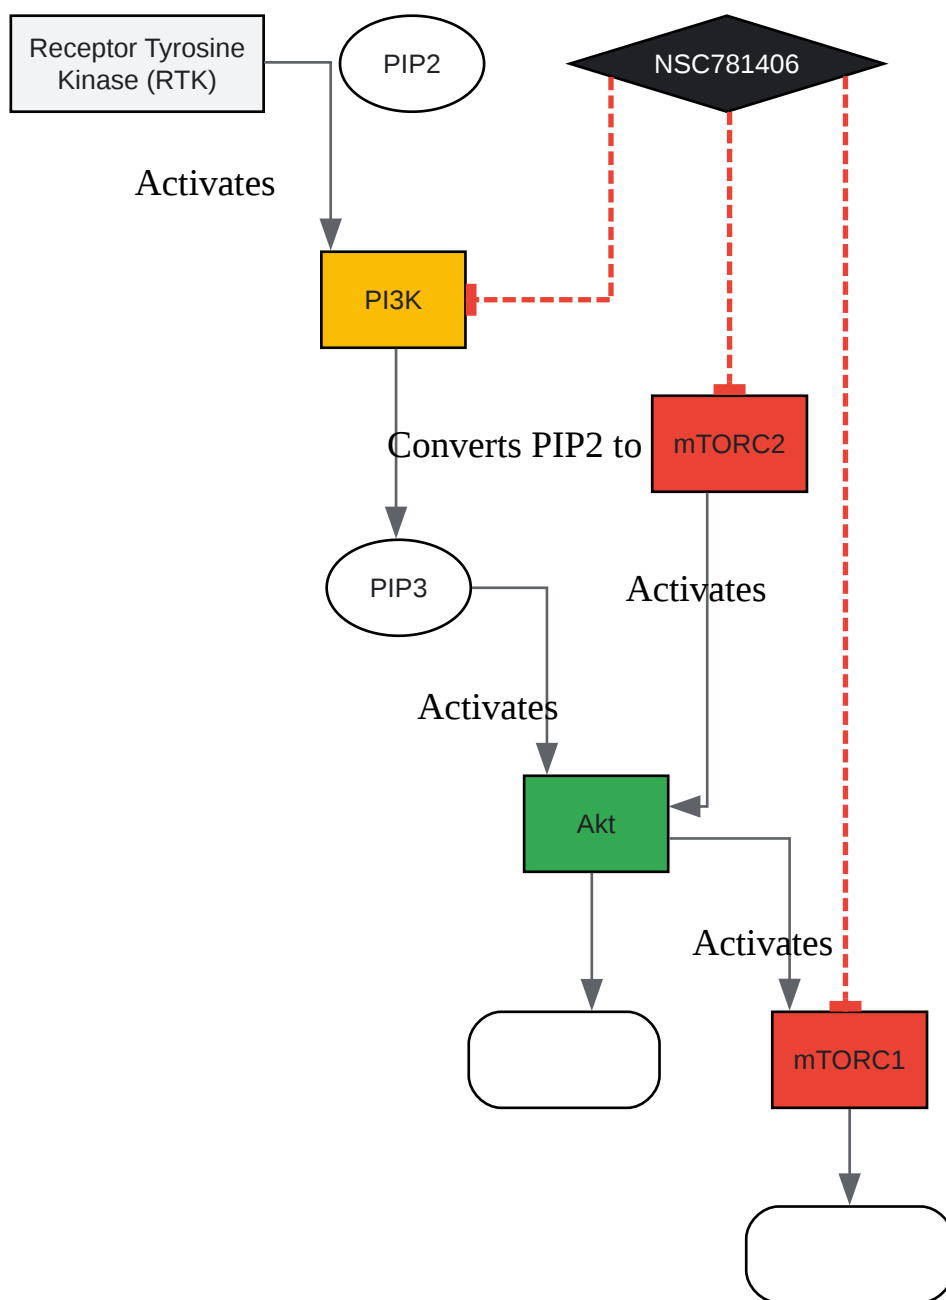 Receptor Tyrosine
Kinase (RTK)
PIP2
NSC781406
Activates
PI3K
Converts PIP2 to
mTORC2
PIP3
Activates
Activates
Akt
Activates
mTORC1